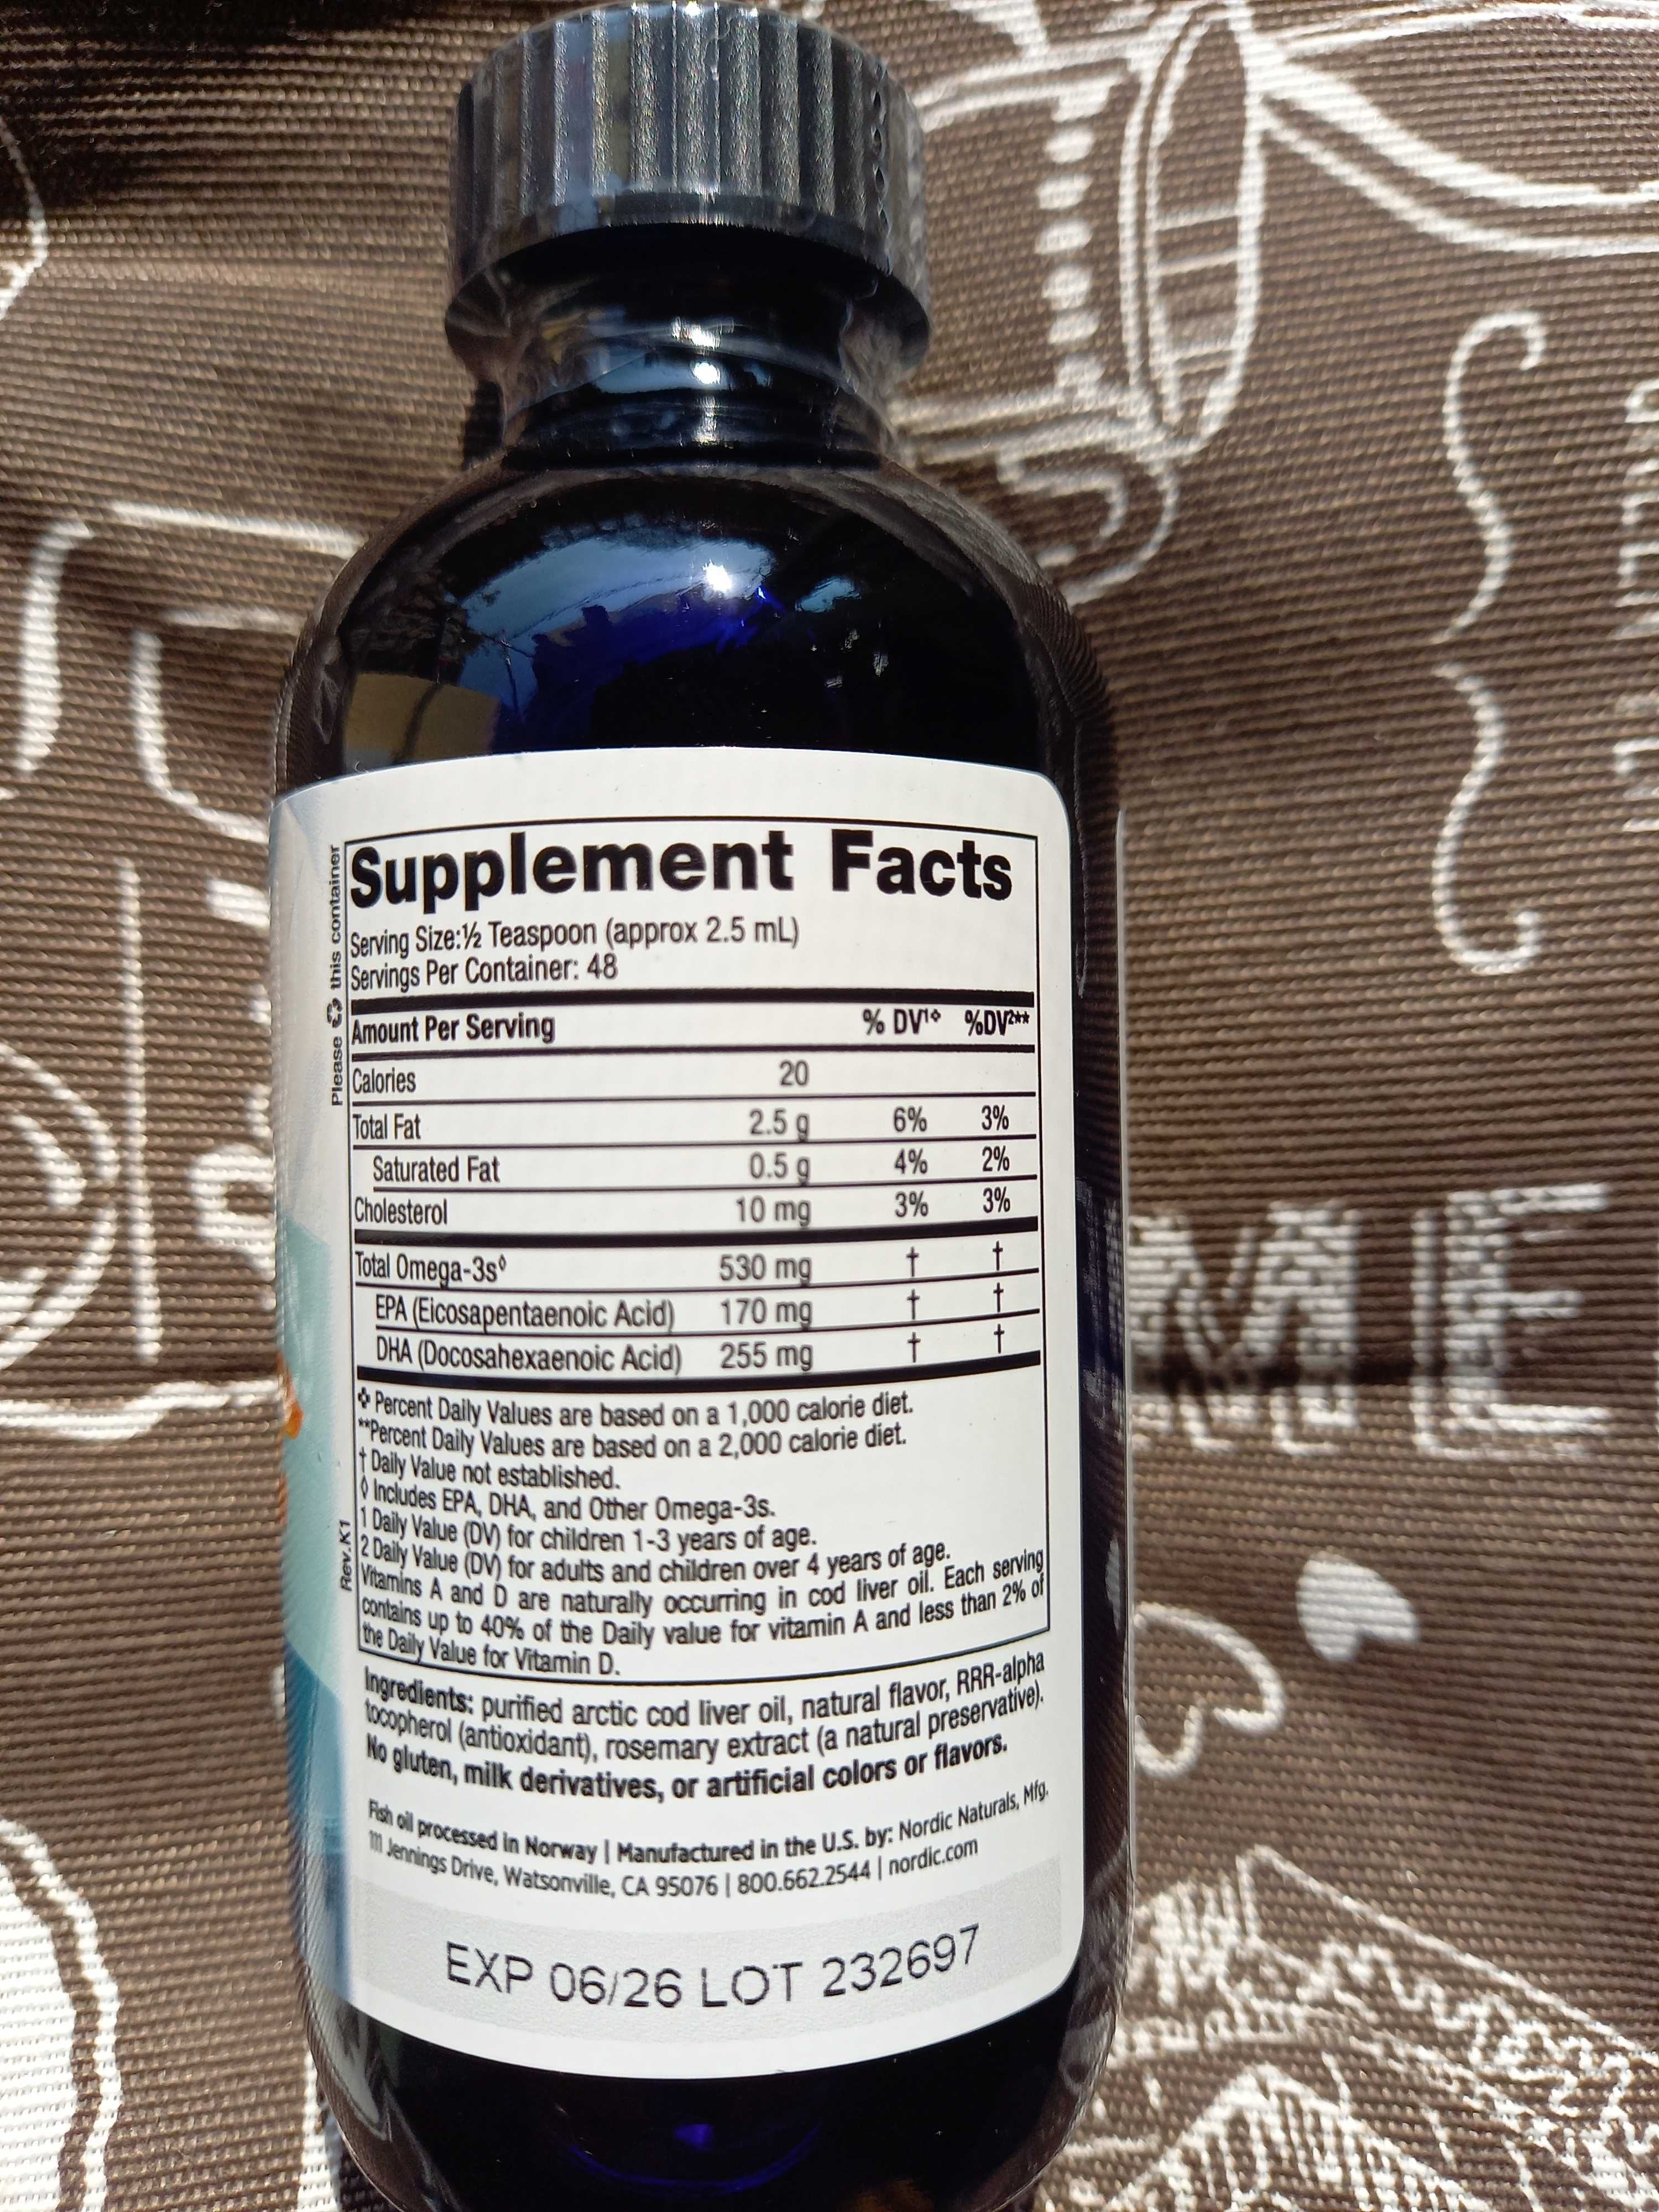 Supplement Facts
Serving Size:½ Teaspoon (approx 2.5 mL)
Servings Per Container: 48
Amount Per Serving % DV¹✧ %DV²**
Calories 20
Total Fat 2.5 g 6% 3%
Saturated Fat 0.5 g 4% 2%
Cholesterol 10 mg 3% 3%
Total Omega-3s◊ 530 mg † †
EPA (Eicosapentaenoic Acid) 170 mg † †
DHA (Docosahexaenoic Acid) 255 mg † †
✧ Percent Daily Values are based on a 1,000 calorie diet.
**Percent Daily Values are based on a 2,000 calorie diet.
† Daily Value not established.
◊ Includes EPA, DHA, and Other Omega-3s.
1 Daily Value (DV) for children 1-3 years of age.
2 Daily Value (DV) for adults and children over 4 years of age.
Vitamins A and D are naturally occurring in cod liver oil. Each serving
contains up to 40% of the Daily value for vitamin A and less than 2% of
the Daily Value for Vitamin D.
Ingredients: purified arctic cod liver oil, natural flavor, RRR-alpha
tocopherol (antioxidant), rosemary extract (a natural preservative).
No gluten, milk derivatives, or artificial colors or flavors.
Fish oil processed in Norway | Manufactured in the U.S. by: Nordic Naturals, Mfg.
111 Jennings Drive, Watsonville, CA 95076 | 800.662.2544 | nordic.com
EXP 06/26 LOT 232697
Please ♻ this container
Rev.K1
ME